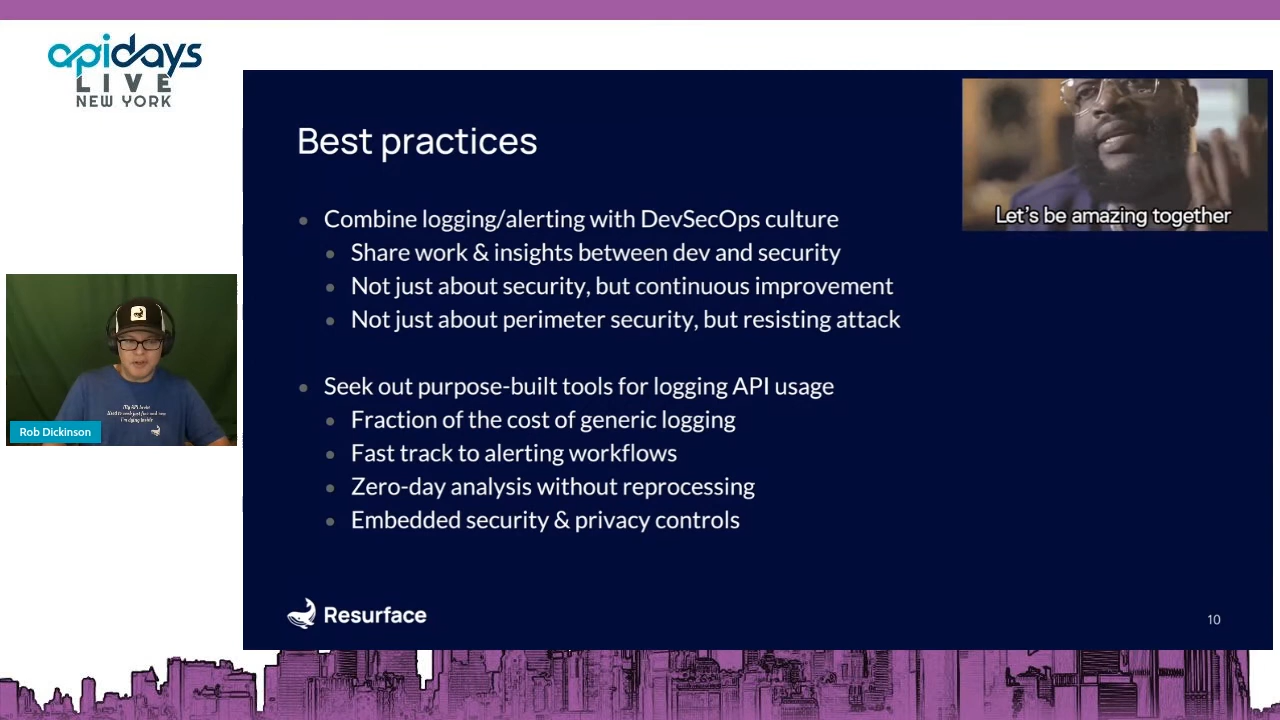 apidays
LIVE
NEW YORK
Best practices
Let's be amazing together
Combine logging/alerting with DevSecOps culture
Share work & insights between dev and security
Not just about security, but continuous improvement
Not just about perimeter security, but resisting attack
Seek out purpose-built tools for logging API usage
Fraction of the cost of generic logging
Fast track to alerting workflows
Zero-day analysis without reprocessing
Embedded security & privacy controls
Rob Dickinson
Resurface
10